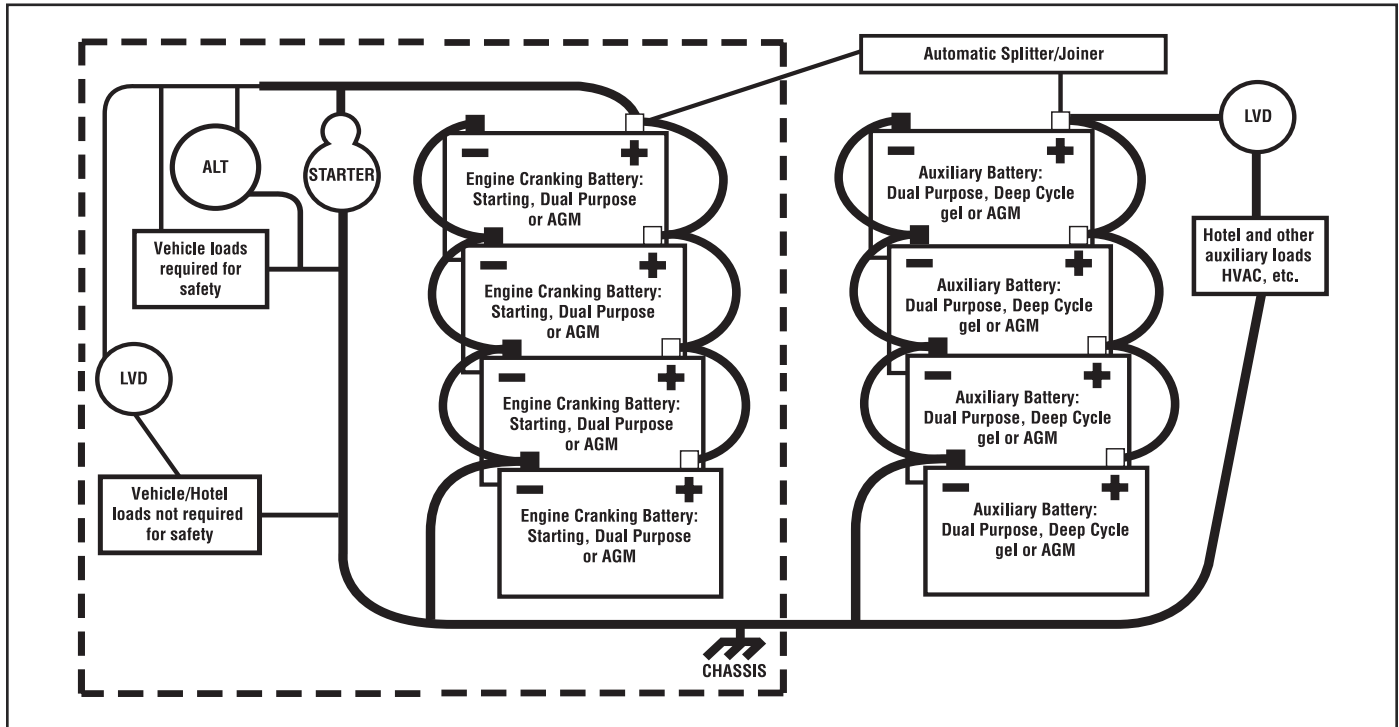 Automatic Splitter/Joiner
LVD
ALT
STARTER
Vehicle loads
required for
safety
LVD
Vehicle/Hotel
loads not required
for safety
− +
Engine Cranking Battery:
Starting, Dual Purpose
or AGM
− +
Engine Cranking Battery:
Starting, Dual Purpose
or AGM
− +
Engine Cranking Battery:
Starting, Dual Purpose
or AGM
− +
Engine Cranking Battery:
Starting, Dual Purpose
or AGM
− +
Auxiliary Battery:
Dual Purpose, Deep Cycle
gel or AGM
− +
Auxiliary Battery:
Dual Purpose, Deep Cycle
gel or AGM
− +
Auxiliary Battery:
Dual Purpose, Deep Cycle
gel or AGM
− +
Auxiliary Battery:
Dual Purpose, Deep Cycle
gel or AGM
Hotel and other
auxiliary loads
HVAC, etc.
CHASSIS